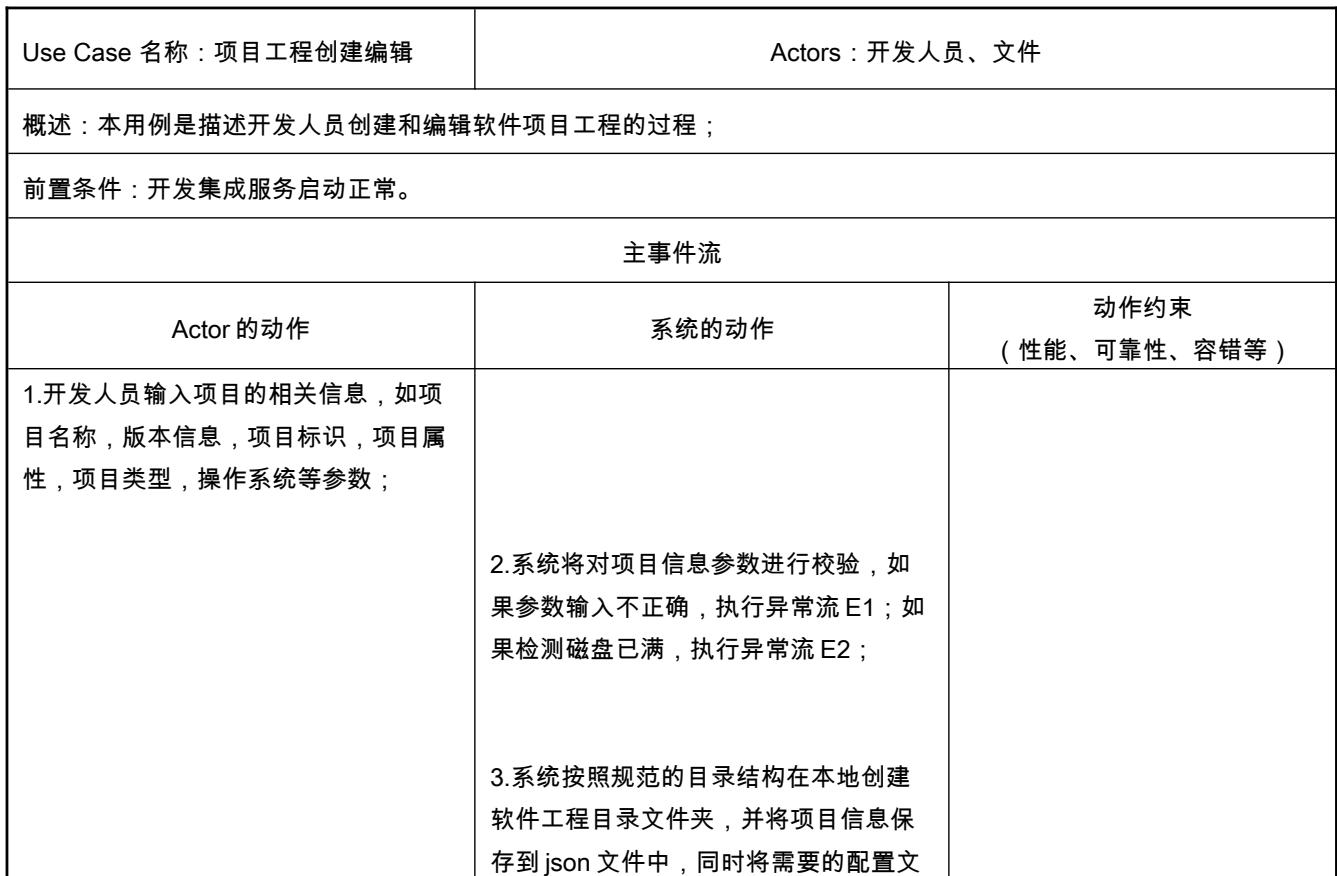 Use Case 名称：项目工程创建编辑
Actors：开发人员、文件
概述：本用例是描述开发人员创建和编辑软件项目工程的过程；
前置条件：开发集成服务启动正常。
主事件流
Actor 的动作
系统的动作
动作约束
（性能、可靠性、容错等）
1.开发人员输入项目的相关信息，如项
目名称，版本信息，项目标识，项目属
性，项目类型，操作系统等参数；
2.系统将对项目信息参数进行校验，如
果参数输入不正确，执行异常流 E1；如
果检测磁盘已满，执行异常流 E2；
3.系统按照规范的目录结构在本地创建
软件工程目录文件夹，并将项目信息保
存到 json 文件中，同时将需要的配置文